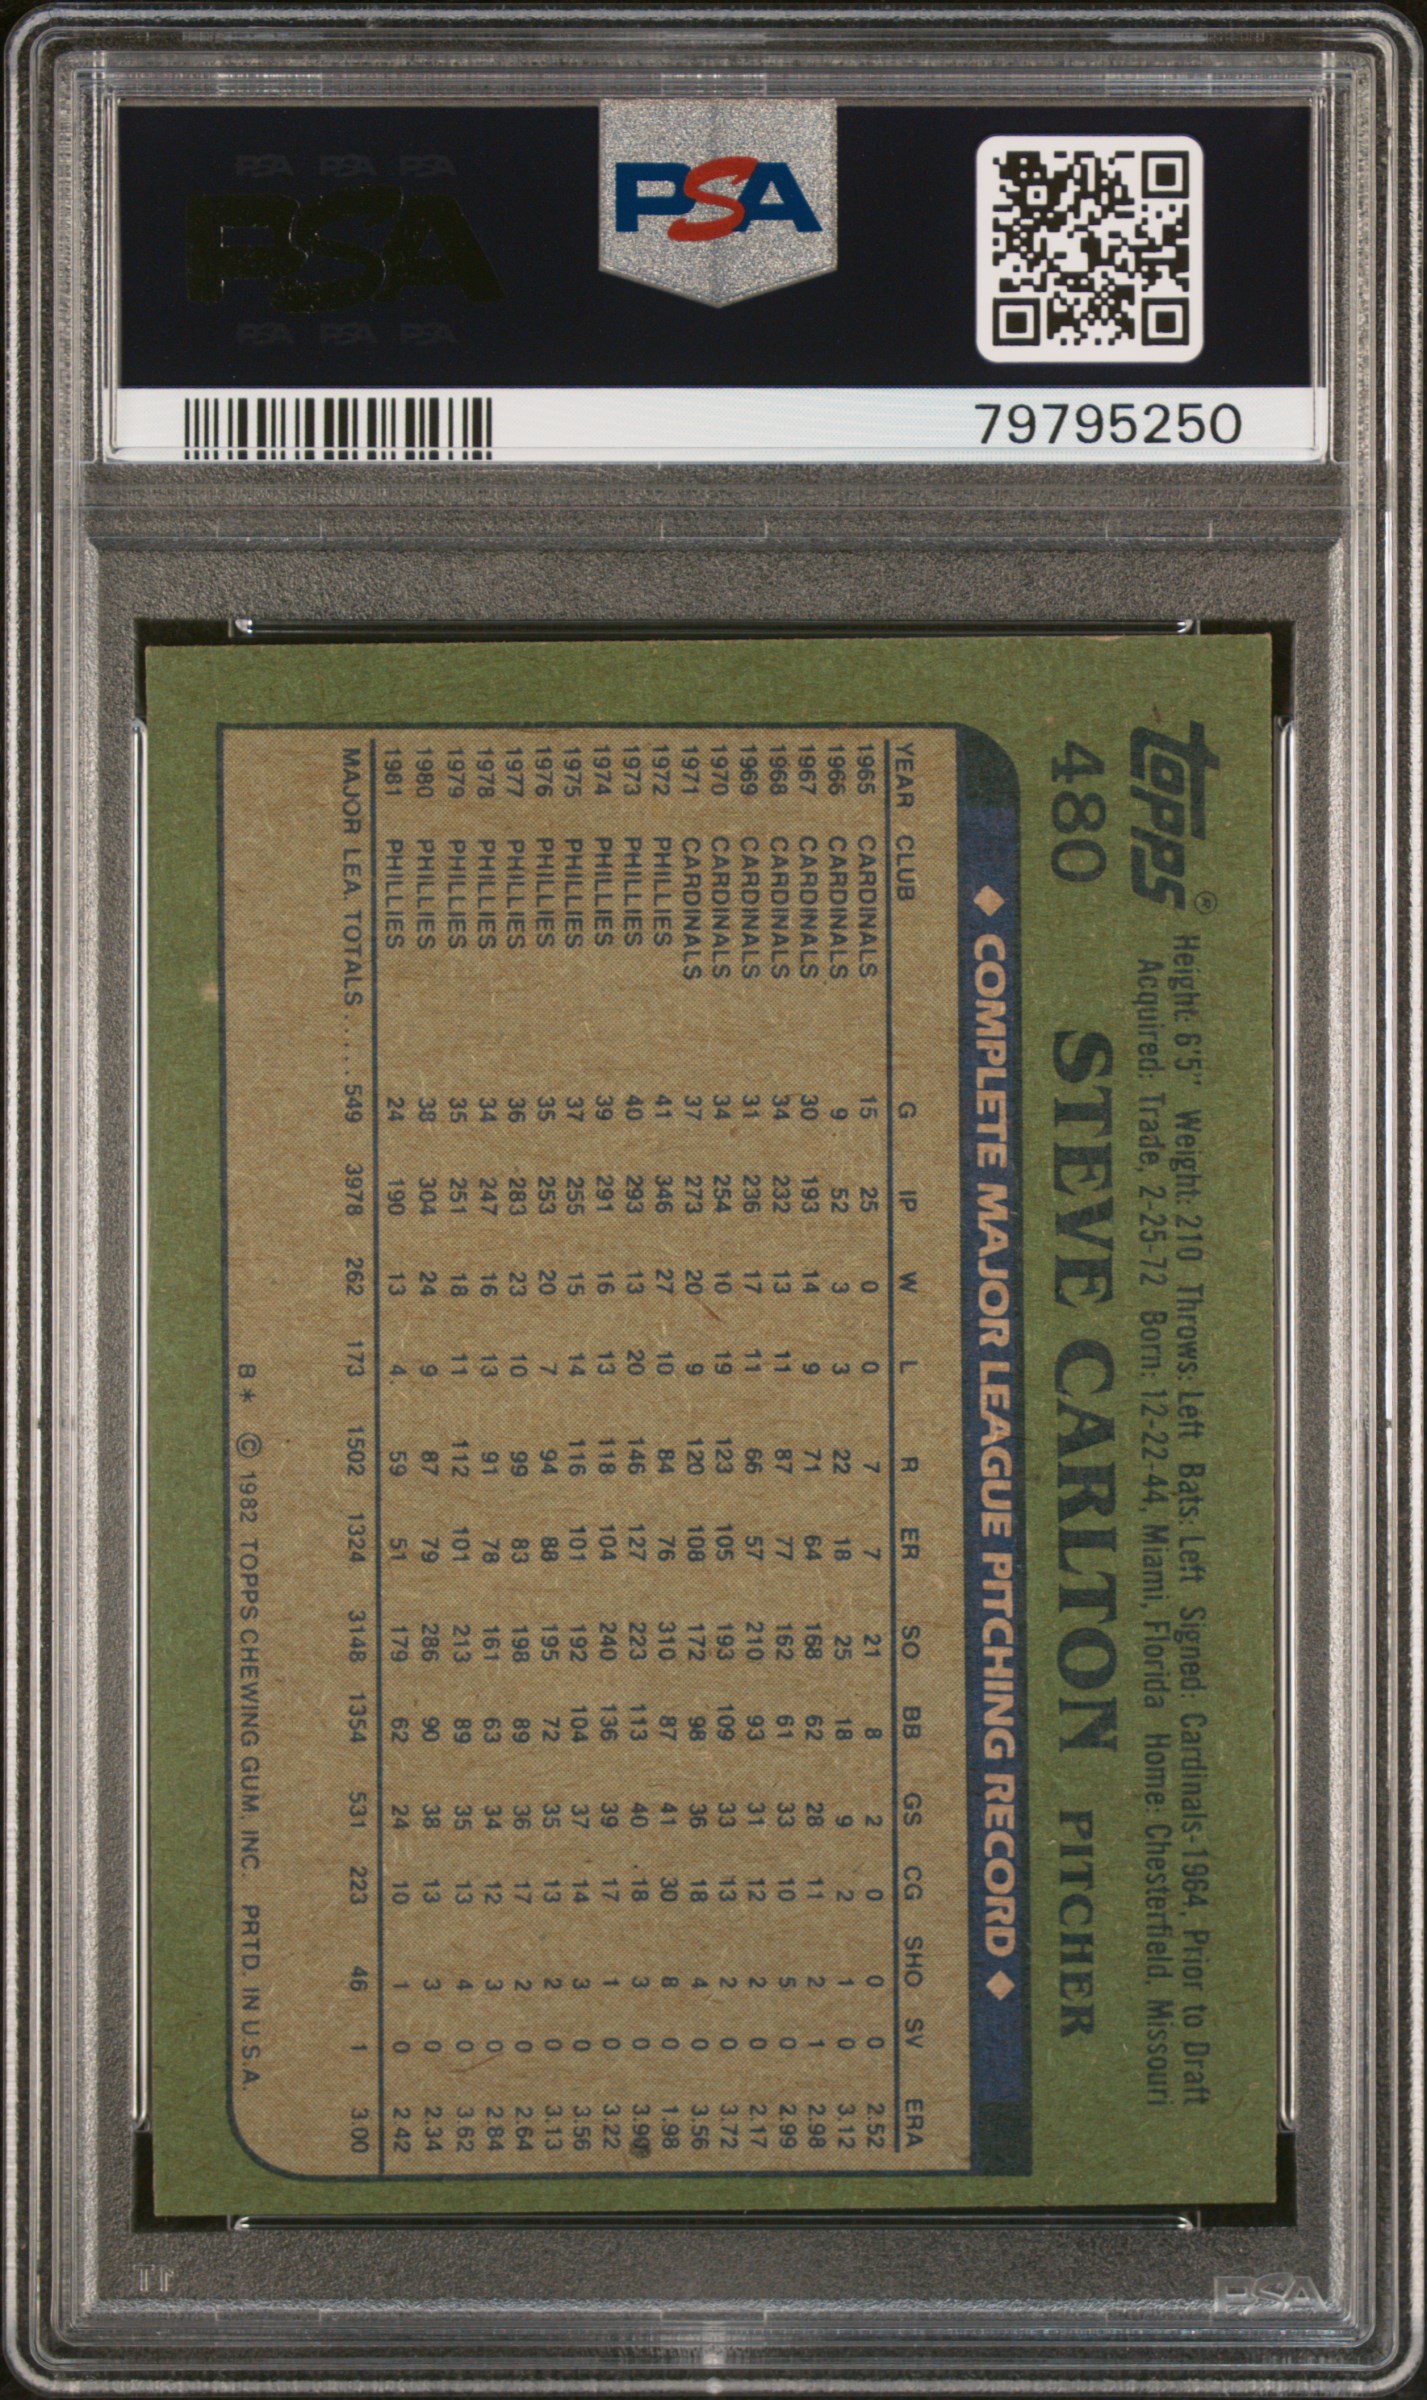 PSA PSA PSA
PSA
PSA PSA PSA
PSA
79795250
topps®
Height: 6'5" Weight: 210 Throws: Left Bats: Left Signed: Cardinals-1964, Prior to Draft
Acquired: Trade, 2-25-72 Born: 12-22-44, Miami, Florida Home: Chesterfield, Missouri
480 STEVE CARLTON PITCHER
◆ COMPLETE MAJOR LEAGUE PITCHING RECORD ◆
YEAR CLUB G IP W L R ER SO BB GS CG SHO SV ERA
1965 CARDINALS 15 25 0 0 7 7 21 8 2 0 0 0 2.52
1966 CARDINALS 9 52 3 3 22 18 25 18 9 2 1 0 3.12
1967 CARDINALS 30 193 14 9 71 64 168 62 28 11 2 1 2.98
1968 CARDINALS 34 232 13 11 87 77 162 61 33 10 5 0 2.99
1969 CARDINALS 31 236 17 11 66 57 210 93 31 12 2 0 2.17
1970 CARDINALS 34 254 10 19 123 105 193 109 33 13 2 0 3.72
1971 CARDINALS 37 273 20 9 120 108 172 98 36 18 4 0 3.56
1972 PHILLIES 41 346 27 10 84 76 310 87 41 30 8 0 1.98
1973 PHILLIES 40 293 13 20 146 127 223 113 40 18 3 0 3.90
1974 PHILLIES 39 291 16 13 118 104 240 136 39 17 1 0 3.22
1975 PHILLIES 37 255 15 14 116 101 192 104 37 14 3 0 3.56
1976 PHILLIES 35 253 20 7 94 88 195 72 35 13 2 0 3.13
1977 PHILLIES 36 283 23 10 99 83 198 89 36 17 2 0 2.64
1978 PHILLIES 34 247 16 13 91 78 161 63 34 12 3 0 2.84
1979 PHILLIES 35 251 18 11 112 101 213 89 35 13 4 0 3.62
1980 PHILLIES 38 304 24 9 87 79 286 90 38 13 3 0 2.34
1981 PHILLIES 24 190 13 4 59 51 179 62 24 10 1 0 2.42
MAJOR LEA. TOTALS..... 549 3978 262 173 1502 1324 3148 1354 531 223 46 1 3.00
B* © 1982 TOPPS CHEWING GUM, INC. PRTD. IN U.S.A.
PSA